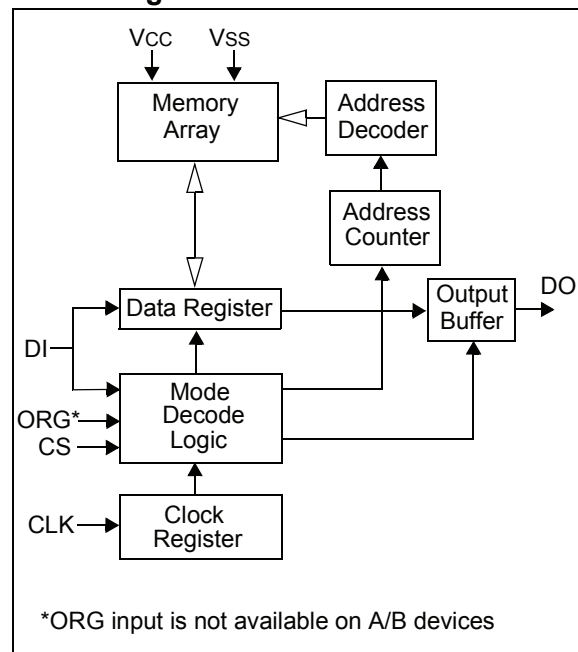 VCC
VSS
Memory
Array
Address
Decoder
Address
Counter
Data Register
Output
Buffer
DO
DI
Mode
Decode
Logic
ORG*
CS
CLK
Clock
Register
*ORG input is not available on A/B devices